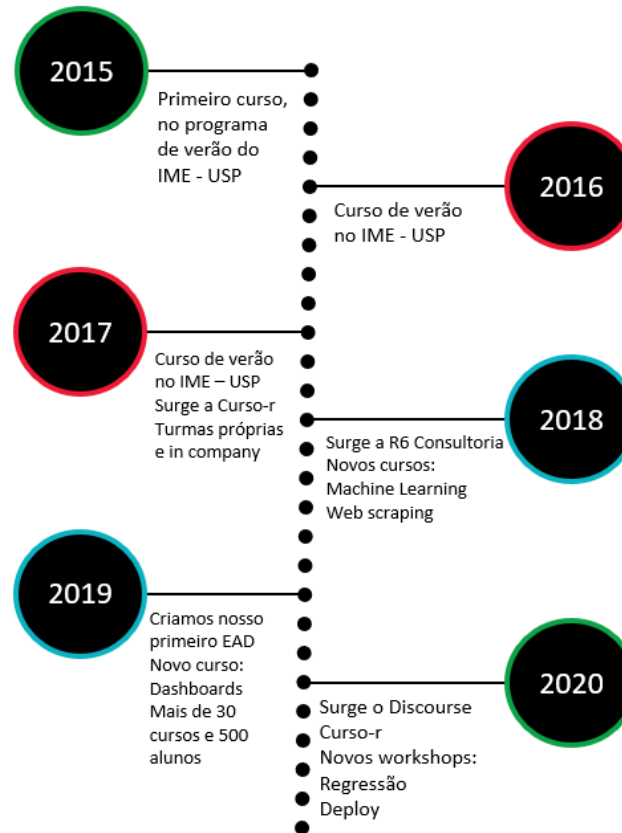 2015
Primeiro curso,
no programa
de verão do
IME - USP
2016
Curso de verão
no IME - USP
2017
Curso de verão
no IME – USP
Surge a Curso-r
Turmas próprias
e in company
2018
Surge a R6 Consultoria
Novos cursos:
Machine Learning
Web scraping
2019
Criamos nosso
primeiro EAD
Novo curso:
Dashboards
Mais de 30
cursos e 500
alunos
2020
Surge o Discourse
Curso-r
Novos workshops:
Regressão
Deploy